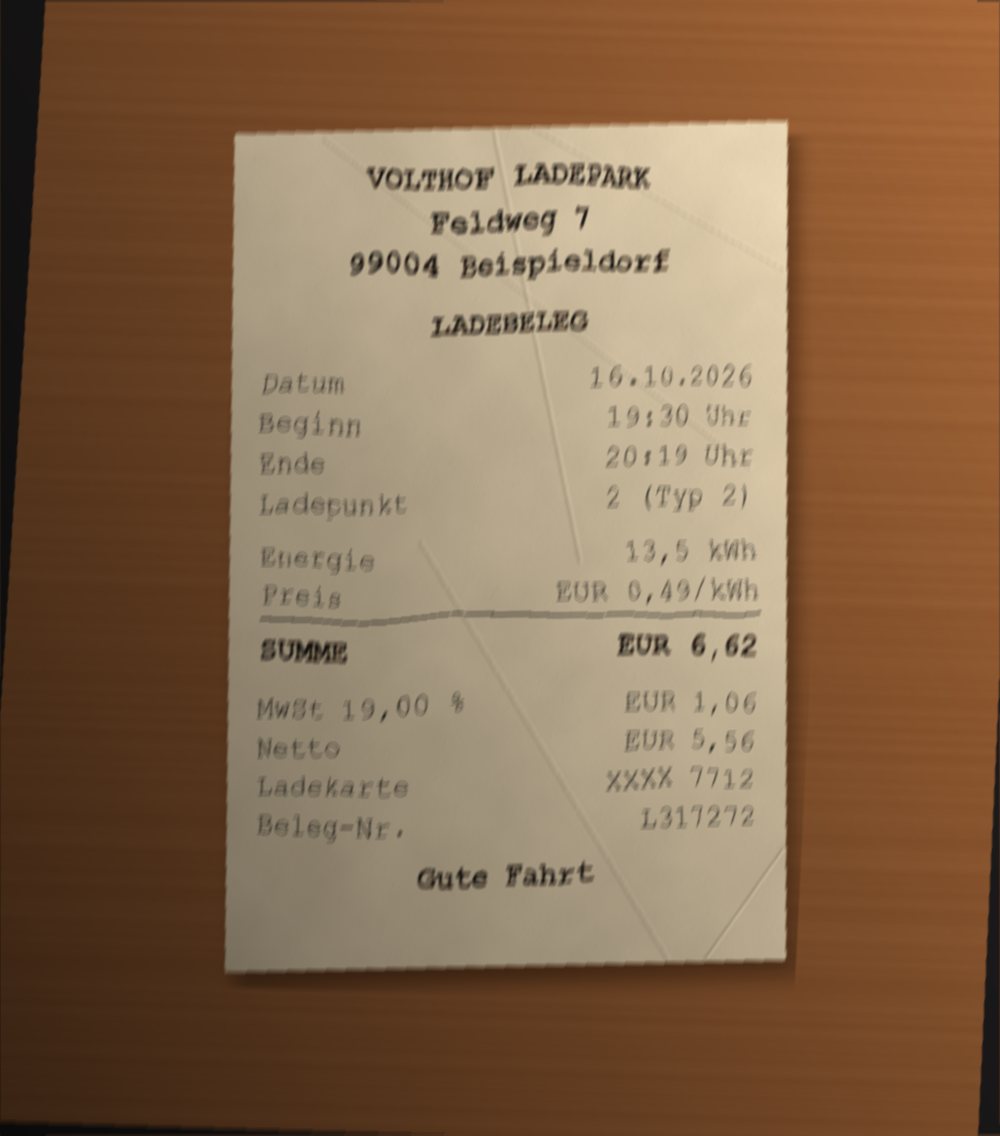 VOLTHOF LADEPARK
Feldweg 7
99004 Beispieldorf
LADEBELEG
Datum 16.10.2026
Beginn 19:30 Uhr
Ende 20:19 Uhr
Ladepunkt 2 (Typ 2)
Energie 13,5 kWh
Preis EUR 0,49/kWh
SUMME EUR 6,62
MwSt 19,00 % EUR 1,06
Netto EUR 5,56
Ladekarte XXXX 7712
Beleg-Nr. L317272
Gute Fahrt